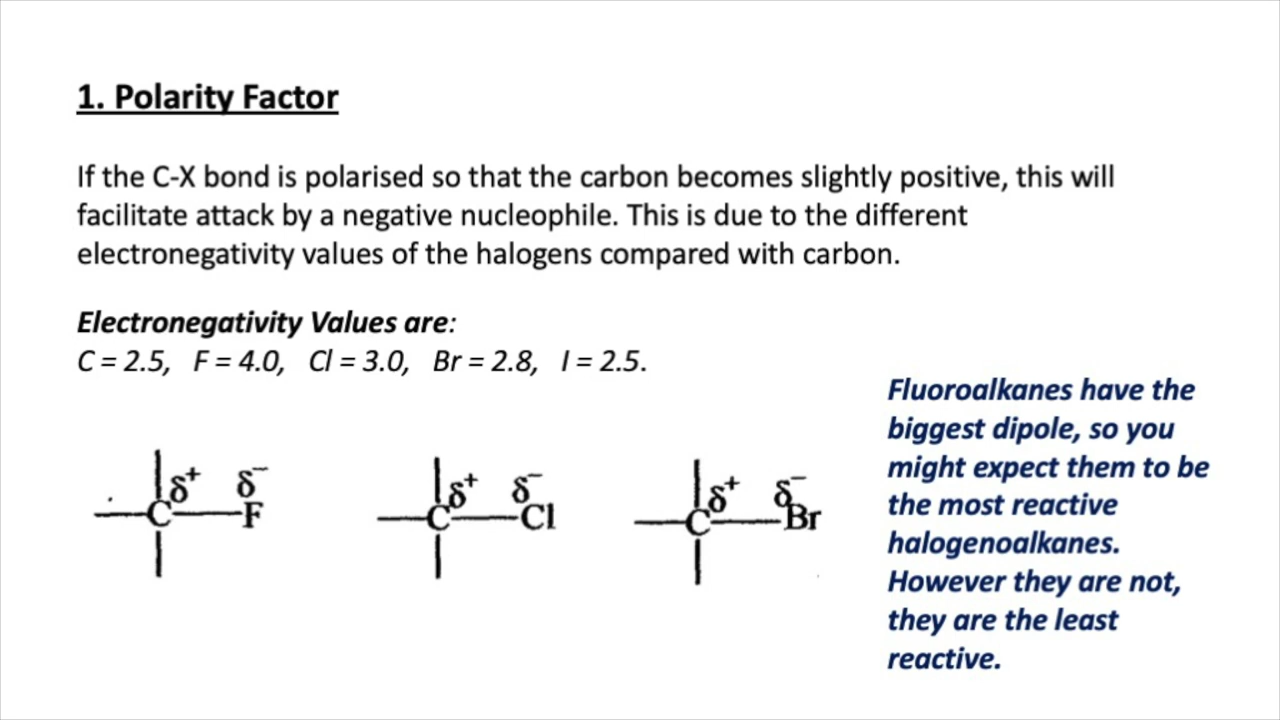 1. Polarity Factor
If the C-X bond is polarised so that the carbon becomes slightly positive, this will
facilitate attack by a negative nucleophile. This is due to the different
electronegativity values of the halogens compared with carbon.
Electronegativity Values are:
C = 2.5, F = 4.0, Cl = 3.0, Br = 2.8, I = 2.5.
δ+ δ-
C F
δ+ δ-
C Cl
δ+ δ-
C Br
Fluoroalkanes have the
biggest dipole, so you
might expect them to be
the most reactive
halogenoalkanes.
However they are not,
they are the least
reactive.